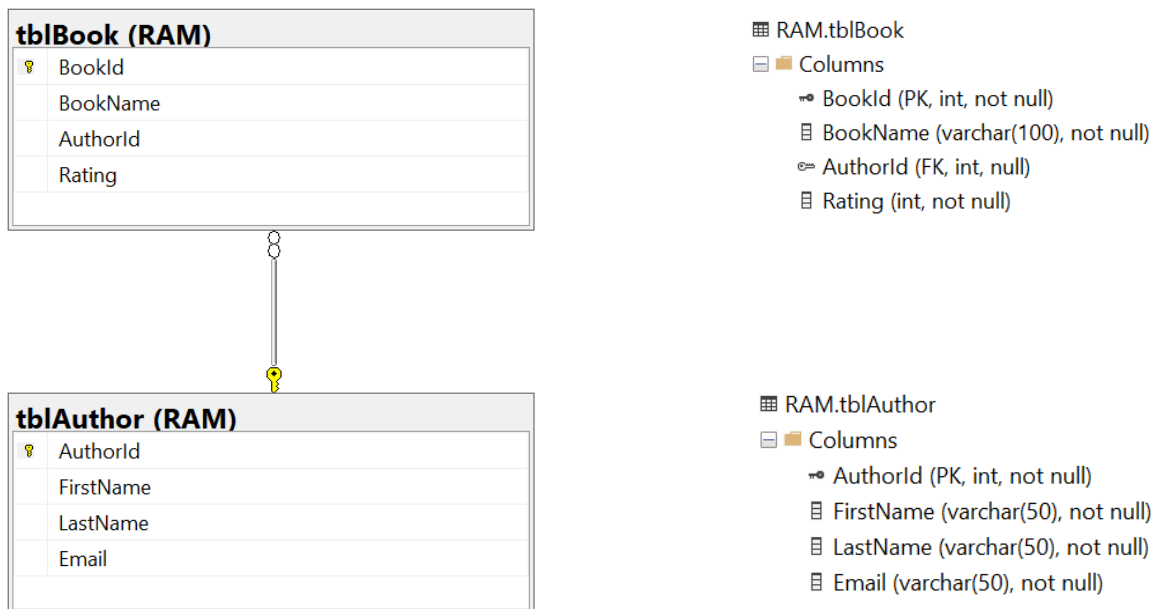 tblBook (RAM)
BookId
BookName
AuthorId
Rating
RAM.tblBook
Columns
BookId (PK, int, not null)
BookName (varchar(100), not null)
AuthorId (FK, int, null)
Rating (int, not null)
tblAuthor (RAM)
AuthorId
FirstName
LastName
Email
RAM.tblAuthor
Columns
AuthorId (PK, int, not null)
FirstName (varchar(50), not null)
LastName (varchar(50), not null)
Email (varchar(50), not null)